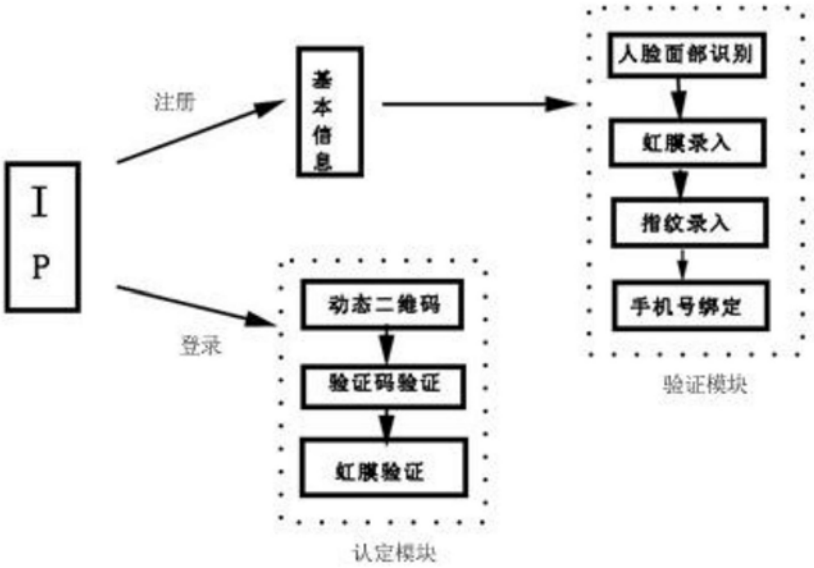 I
P
注册
基本信息
人脸面部识别
虹膜录入
指纹录入
手机号绑定
验证模块
登录
动态二维码
验证码验证
虹膜验证
认定模块